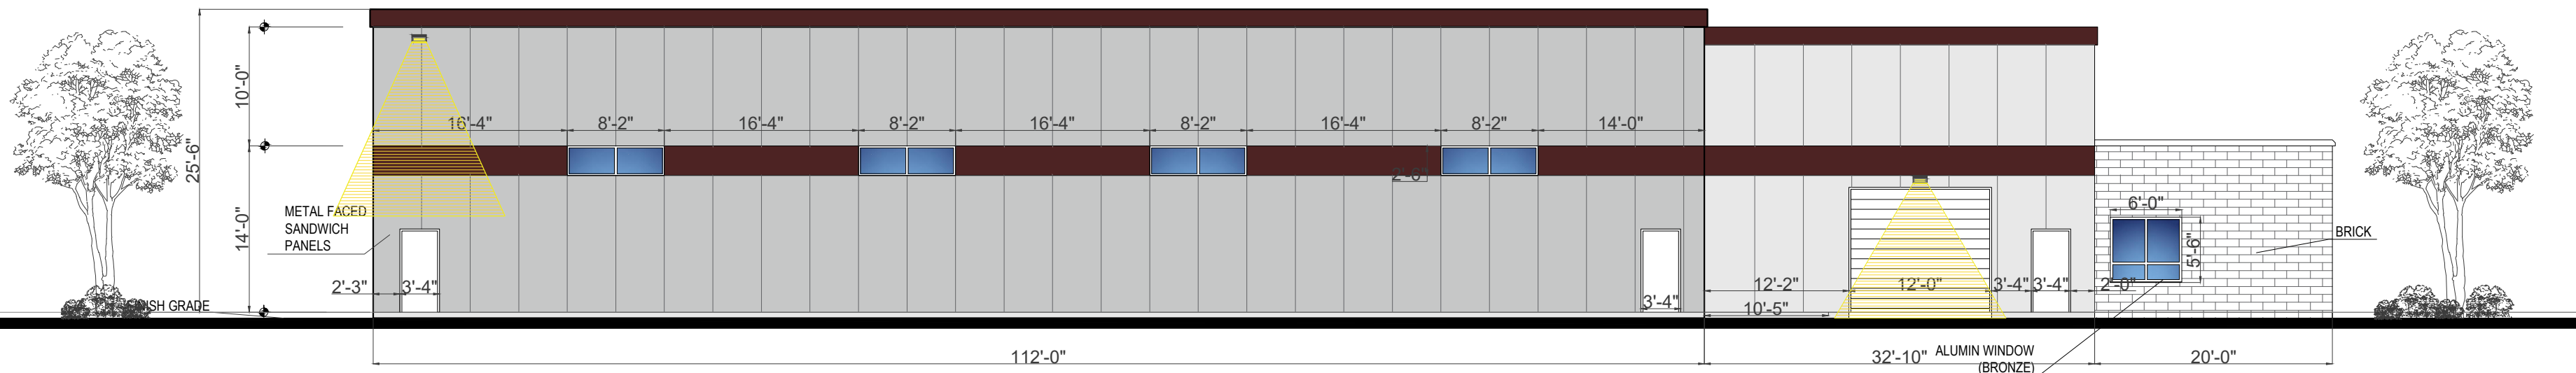 25'-6"
10'-0"
14'-0"
16'-4" 8'-2" 16'-4" 8'-2" 16'-4" 8'-2" 16'-4" 8'-2" 14'-0"
METAL FACED
SANDWICH
PANELS
2'-3" 3'-4"
3'-4"
12'-2" 12'-0" 3'-4" 3'-4" 2'-0"
10'-5"
6'-0"
5'-6"
BRICK
FINISH GRADE
112'-0" 32'-10" 20'-0"
ALUMIN WINDOW
(BRONZE)